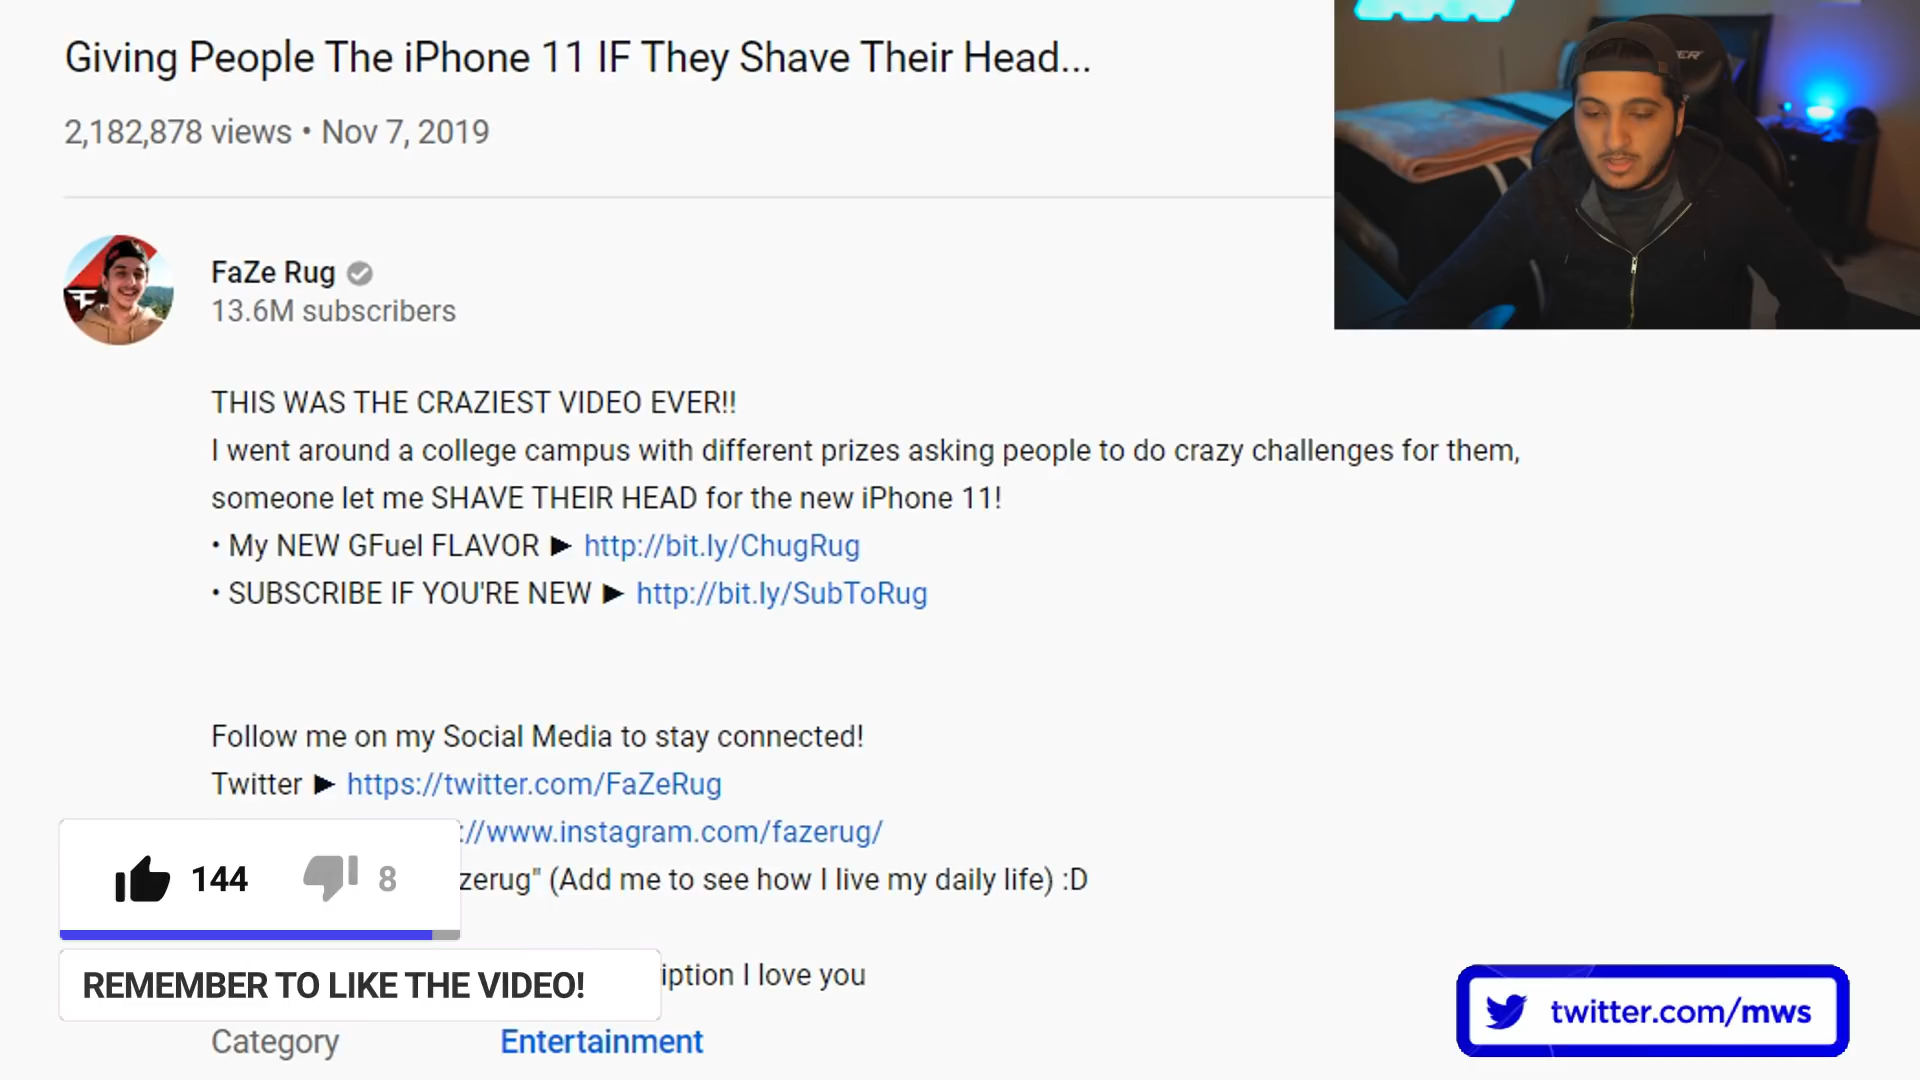 Giving People The iPhone 11 IF They Shave Their Head...
2,182,878 views • Nov 7, 2019
FaZe Rug
13.6M subscribers
THIS WAS THE CRAZIEST VIDEO EVER!!
I went around a college campus with different prizes asking people to do crazy challenges for them,
someone let me SHAVE THEIR HEAD for the new iPhone 11!
• My NEW GFuel FLAVOR ► http://bit.ly/ChugRug
• SUBSCRIBE IF YOU'RE NEW ► http://bit.ly/SubToRug
Follow me on my Social Media to stay connected!
Twitter ► https://twitter.com/FaZeRug
://www.instagram.com/fazerug/
zerug" (Add me to see how I live my daily life) :D
144 8
iption I love you
REMEMBER TO LIKE THE VIDEO!
twitter.com/mws
Category Entertainment